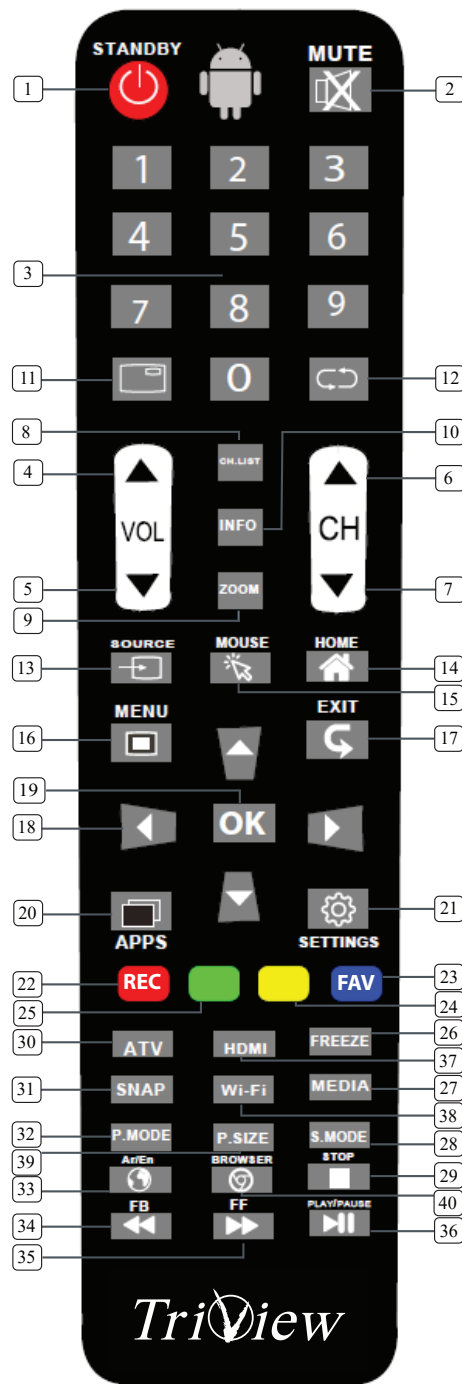 STANDBY MUTE
1 2
1 2 3
4 5 6
3
7 8 9
11 0 12
8 CH.LIST 10
4 VOL INFO CH 6
5 ZOOM 7
9
SOURCE MOUSE HOME
13 14
15
MENU EXIT
16 17
19 OK
18
20 21
APPS SETTINGS
22 REC FAV 23
25 24
30 ATV HDMI FREEZE 26
37
31 SNAP Wi-Fi MEDIA 27
38
32 P.MODE P.SIZE S.MODE 28
39 Ar/En BROWSER STOP
33 29
40
FB FF PLAY/PAUSE
34 36
35
TriView